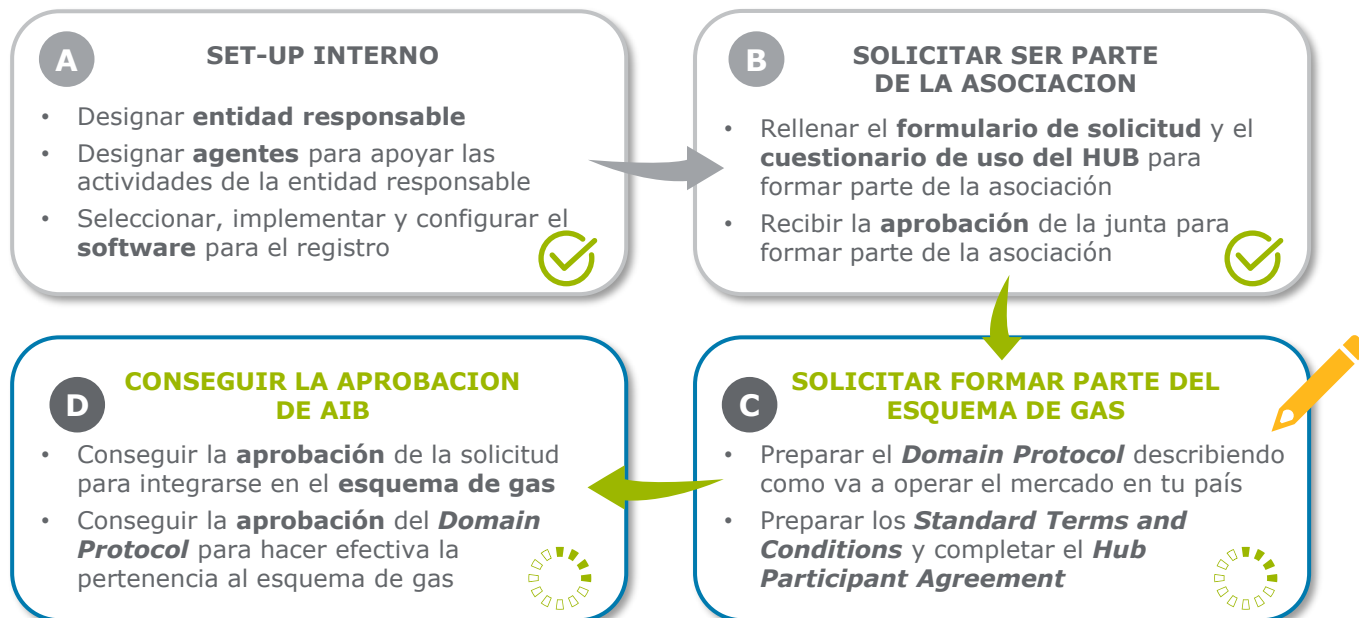 A
SET-UP INTERNO
• Designar entidad responsable
• Designar agentes para apoyar las
actividades de la entidad responsable
• Seleccionar, implementar y configurar el
software para el registro
B
SOLICITAR SER PARTE
DE LA ASOCIACION
• Rellenar el formulario de solicitud y el
cuestionario de uso del HUB para
formar parte de la asociación
• Recibir la aprobación de la junta para
formar parte de la asociación
C
SOLICITAR FORMAR PARTE DEL
ESQUEMA DE GAS
• Preparar el Domain Protocol describiendo
como va a operar el mercado en tu país
• Preparar los Standard Terms and
Conditions y completar el Hub
Participant Agreement
D
CONSEGUIR LA APROBACION
DE AIB
• Conseguir la aprobación de la solicitud
para integrarse en el esquema de gas
• Conseguir la aprobación del Domain
Protocol para hacer efectiva la
pertenencia al esquema de gas